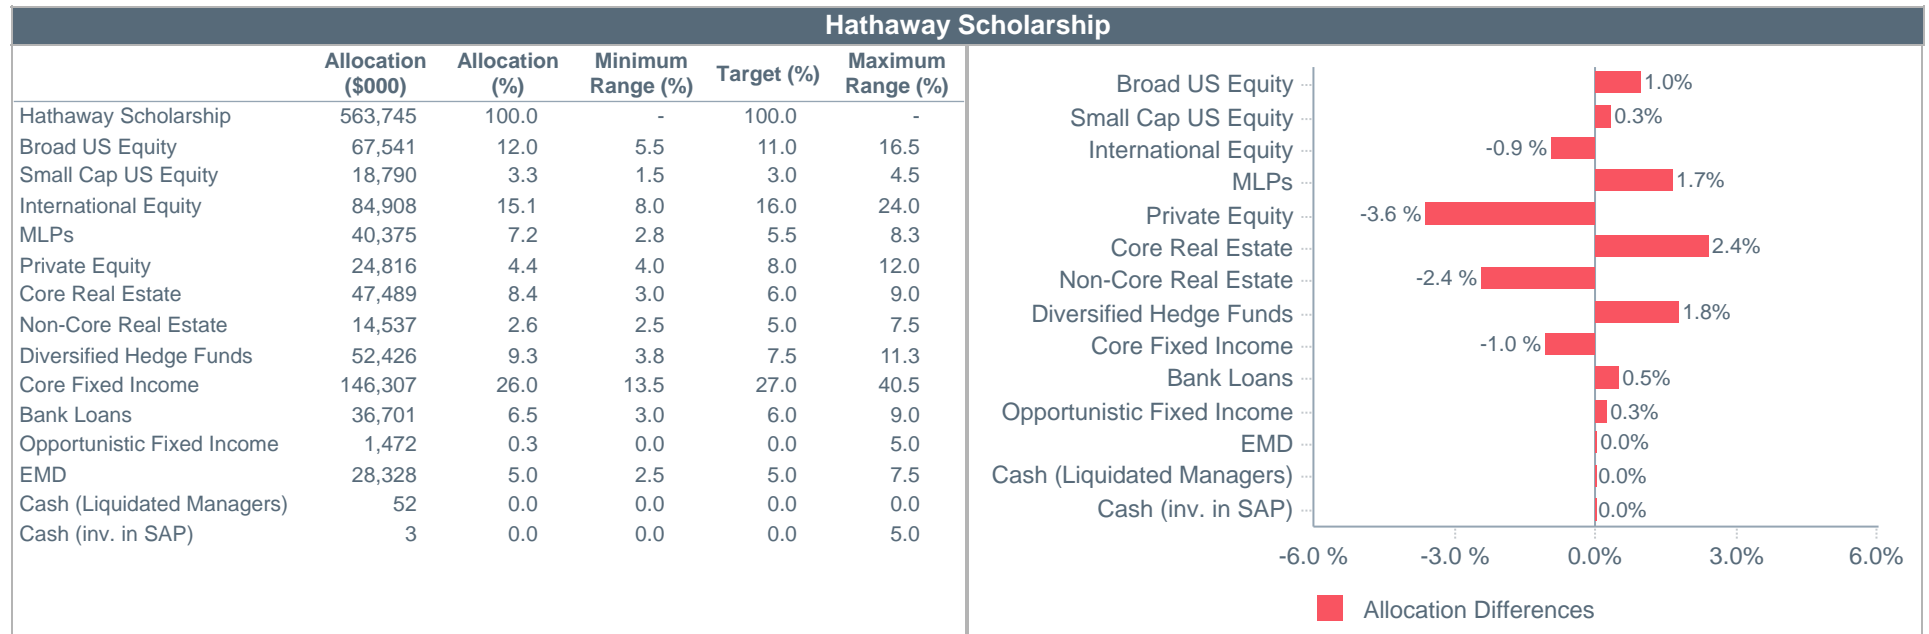 Hathaway Scholarship
Allocation ($000) Allocation (%) Minimum Range (%) Target (%) Maximum Range (%)
Hathaway Scholarship 563,745 100.0 - 100.0 -
Broad US Equity 67,541 12.0 5.5 11.0 16.5
Small Cap US Equity 18,790 3.3 1.5 3.0 4.5
International Equity 84,908 15.1 8.0 16.0 24.0
MLPs 40,375 7.2 2.8 5.5 8.3
Private Equity 24,816 4.4 4.0 8.0 12.0
Core Real Estate 47,489 8.4 3.0 6.0 9.0
Non-Core Real Estate 14,537 2.6 2.5 5.0 7.5
Diversified Hedge Funds 52,426 9.3 3.8 7.5 11.3
Core Fixed Income 146,307 26.0 13.5 27.0 40.5
Bank Loans 36,701 6.5 3.0 6.0 9.0
Opportunistic Fixed Income 1,472 0.3 0.0 0.0 5.0
EMD 28,328 5.0 2.5 5.0 7.5
Cash (Liquidated Managers) 52 0.0 0.0 0.0 0.0
Cash (inv. in SAP) 3 0.0 0.0 0.0 5.0
Broad US Equity 1.0%
Small Cap US Equity 0.3%
International Equity -0.9 %
MLPs 1.7%
Private Equity -3.6 %
Core Real Estate 2.4%
Non-Core Real Estate -2.4 %
Diversified Hedge Funds 1.8%
Core Fixed Income -1.0 %
Bank Loans 0.5%
Opportunistic Fixed Income 0.3%
EMD 0.0%
Cash (Liquidated Managers) 0.0%
Cash (inv. in SAP) 0.0%
-6.0 % -3.0 % 0.0% 3.0% 6.0%
Allocation Differences